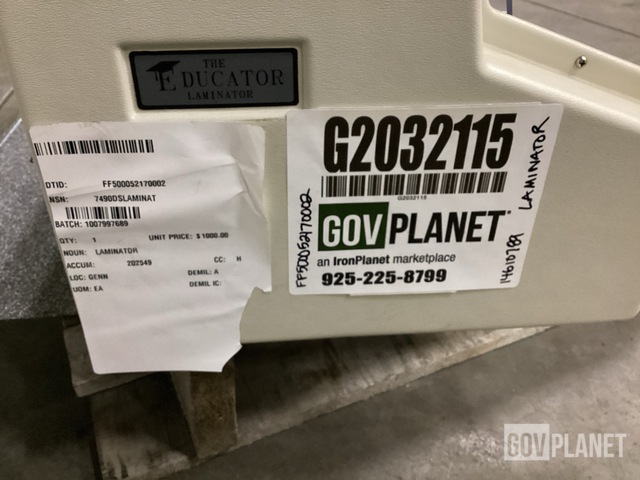 THE
EDUCATOR
LAMINATOR
DTID: FF500052170002
NSN: 7490DSLAMINAT
BATCH: 1007997689
QTY: 1 UNIT PRICE: $ 1000.00
NOUN: LAMINATOR
ACCUM: 202549 CC: H
LOC: GENN DEMIL: A
UOM: EA DEMIL IC:
G2032115
G2032115
GOVPLANET
an IronPlanet marketplace
925-225-8799
FF500052170002
LAMINATOR
GOVPLANET